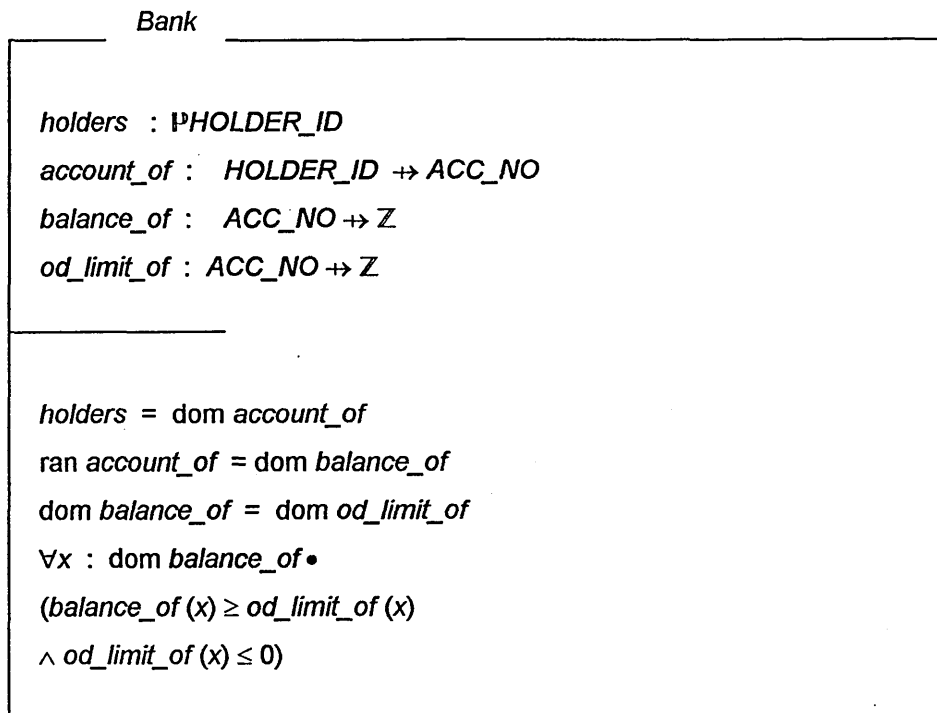 Bank
holders : ℙHOLDER_ID
account_of : HOLDER_ID ⇸ ACC_NO
balance_of : ACC_NO ⇸ ℤ
od_limit_of : ACC_NO ⇸ ℤ
holders = dom account_of
ran account_of = dom balance_of
dom balance_of = dom od_limit_of
∀x : dom balance_of •
(balance_of (x) ≥ od_limit_of (x)
∧ od_limit_of (x) ≤ 0)